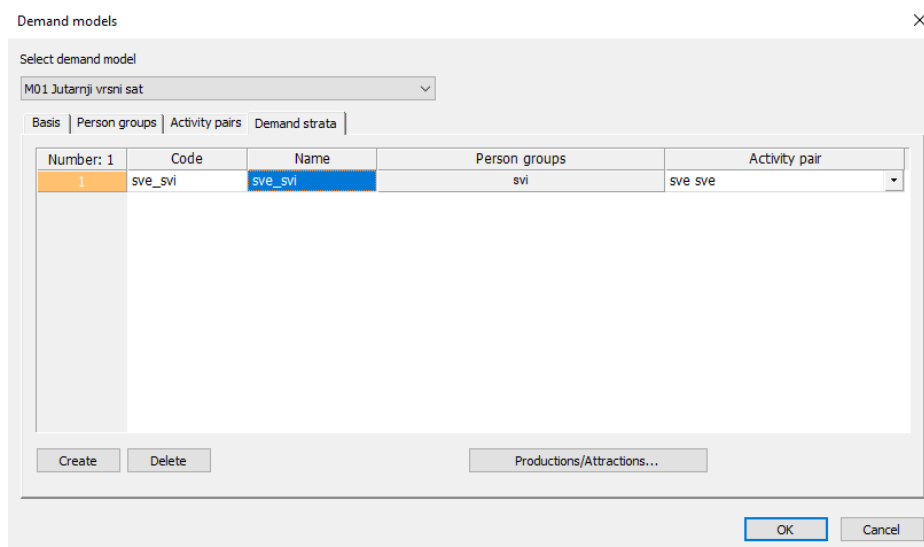 Demand models
Select demand model
M01 Jutarnji vrsni sat
Basis Person groups Activity pairs Demand strata
Number: 1 Code Name Person groups Activity pair
1 sve_svi sve_svi svi sve sve
Create Delete Productions/Attractions...
OK Cancel